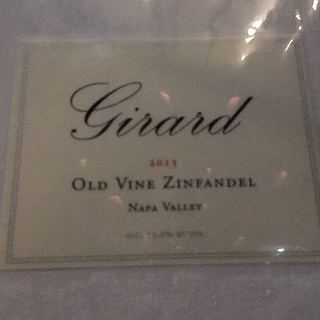 Girard
2013
Old Vine Zinfandel
Napa Valley